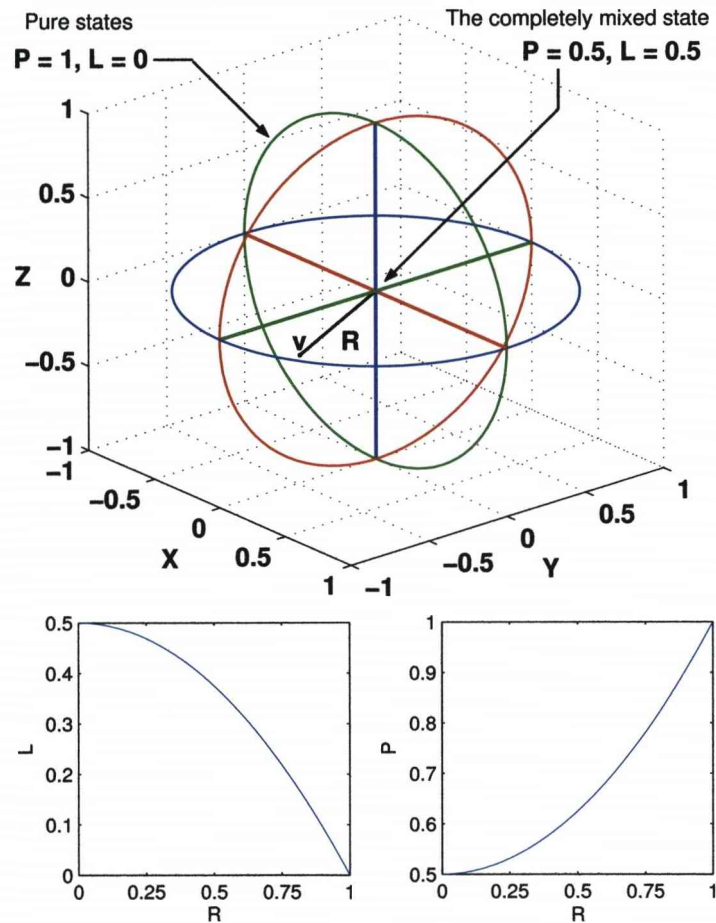 Pure states
P = 1, L = 0
The completely mixed state
P = 0.5, L = 0.5
1
0.5
Z
0
−0.5
−1
v
R
−1
−0.5
0
0.5
1
X
−1
−0.5
0
0.5
1
Y
0.5
0.4
0.3
0.2
0.1
0
L
0
0.25
0.5
0.75
1
R
1
0.9
0.8
0.7
0.6
0.5
P
0
0.25
0.5
0.75
1
R